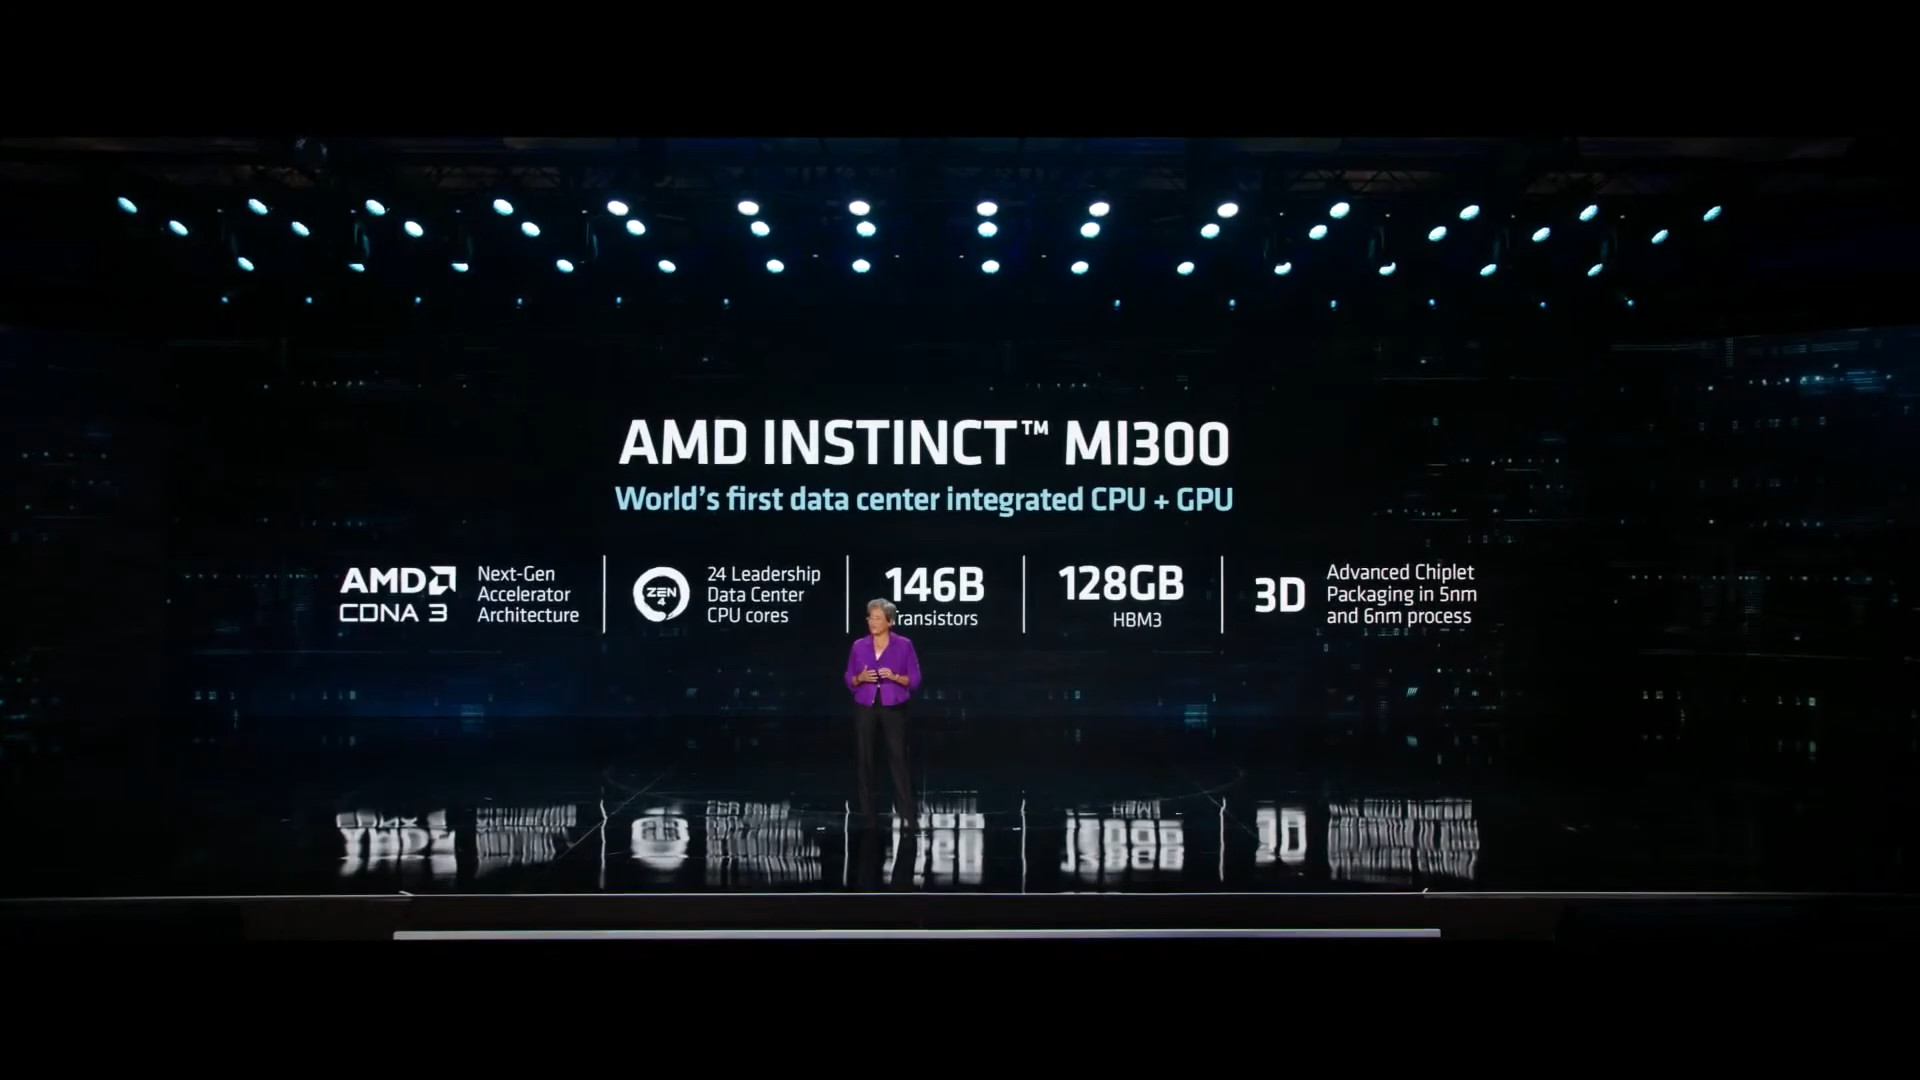 AMD INSTINCT™ MI300
World's first data center integrated CPU + GPU
AMD
CDNA 3
Next-Gen
Accelerator
Architecture
ZEN
4
24 Leadership
Data Center
CPU cores
146B
Transistors
128GB
HBM3
3D
Advanced Chiplet
Packaging in 5nm
and 6nm process